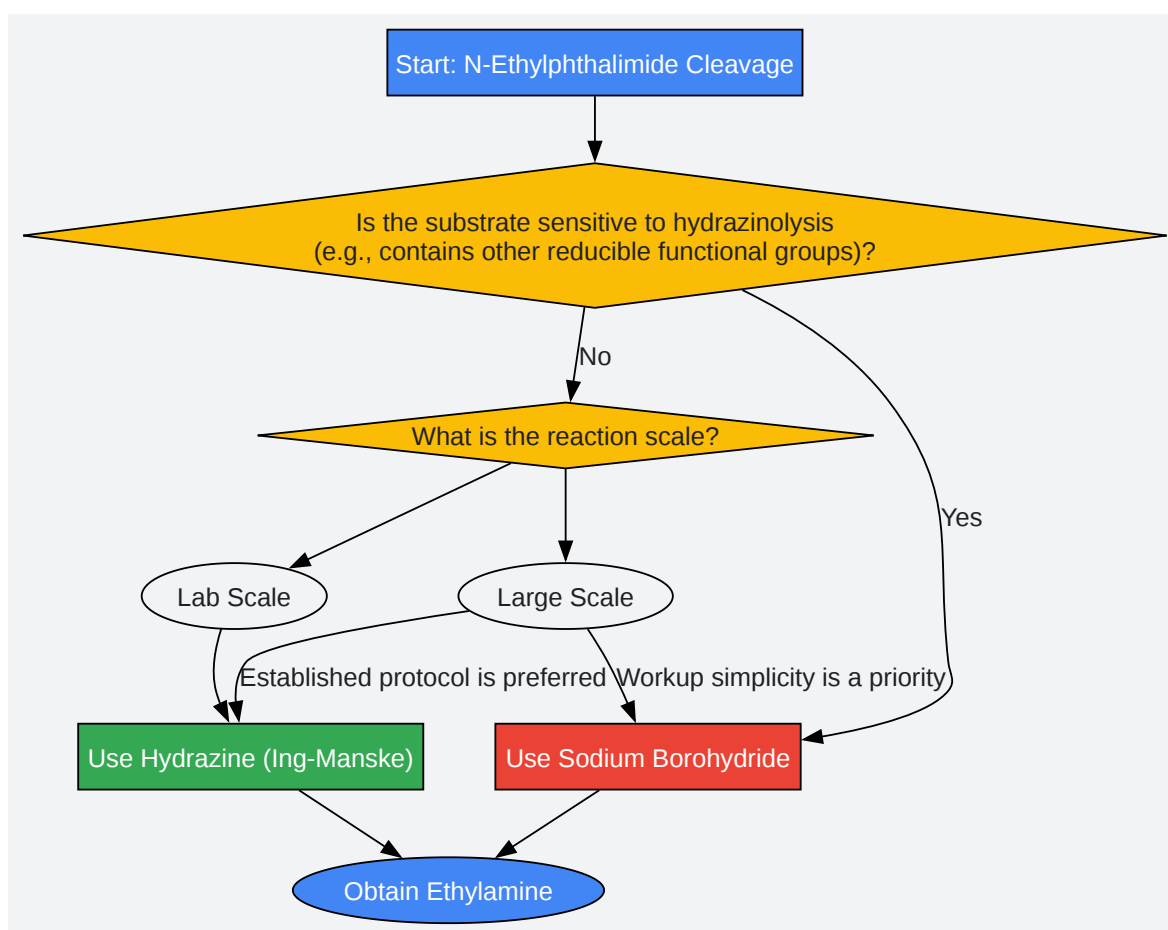 Start: N-Ethylphthalimide Cleavage
Is the substrate sensitive to hydrazinolysis
(e.g., contains other reducible functional groups)?
No
What is the reaction scale?
Yes
Lab Scale
Large Scale
Established protocol is preferred
Workup simplicity is a priority
Use Hydrazine (Ing-Manske)
Use Sodium Borohydride
Obtain Ethylamine